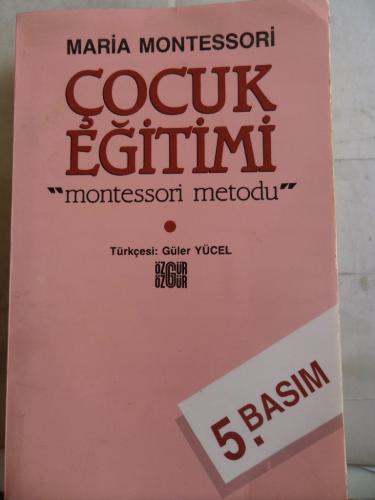 MARİA MONTESSORİ
ÇOCUK
EĞİTİMİ
"montessori metodu"
Türkçesi: Güler YÜCEL
ÖZGÜR
ÖZGÜR
5. BASIM